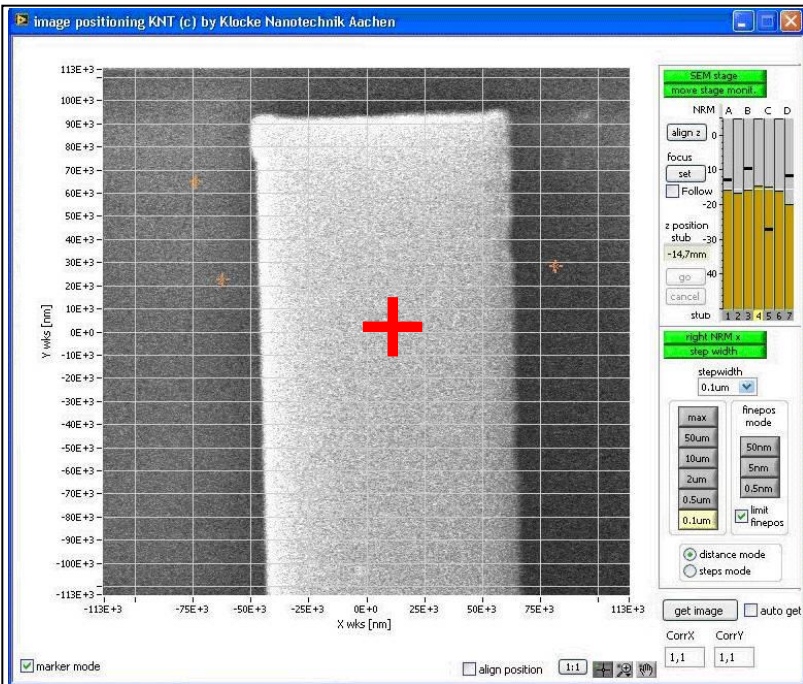 image positioning KNT (c) by Klocke Nanotechnik Aachen
113E+3
100E+3
90E+3
80E+3
70E+3
60E+3
50E+3
40E+3
30E+3
20E+3
10E+3
0E+0
-10E+3
-20E+3
-30E+3
-40E+3
-50E+3
-60E+3
-70E+3
-80E+3
-90E+3
-100E+3
-113E+3
Y wks [nm]
-113E+3 -75E+3 -50E+3 -25E+3 0E+0 25E+3 50E+3 75E+3 113E+3
X wks [nm]
marker mode
align position
1:1
SEM stage
move stage monit.
NRM A B C D
align z
focus
set
Follow
z position
stub
-14,7mm
go
cancel
0
-10
-20
-30
-40
stub 1 2 3 4 5 6 7
right NRM x
step width
stepwidth
0.1um
max
50um
10um
2um
0.5um
0.1um
finepos
mode
50nm
5nm
0.5nm
limit
finepos
distance mode
steps mode
get image
auto get
CorrX CorrY
1,1 1,1